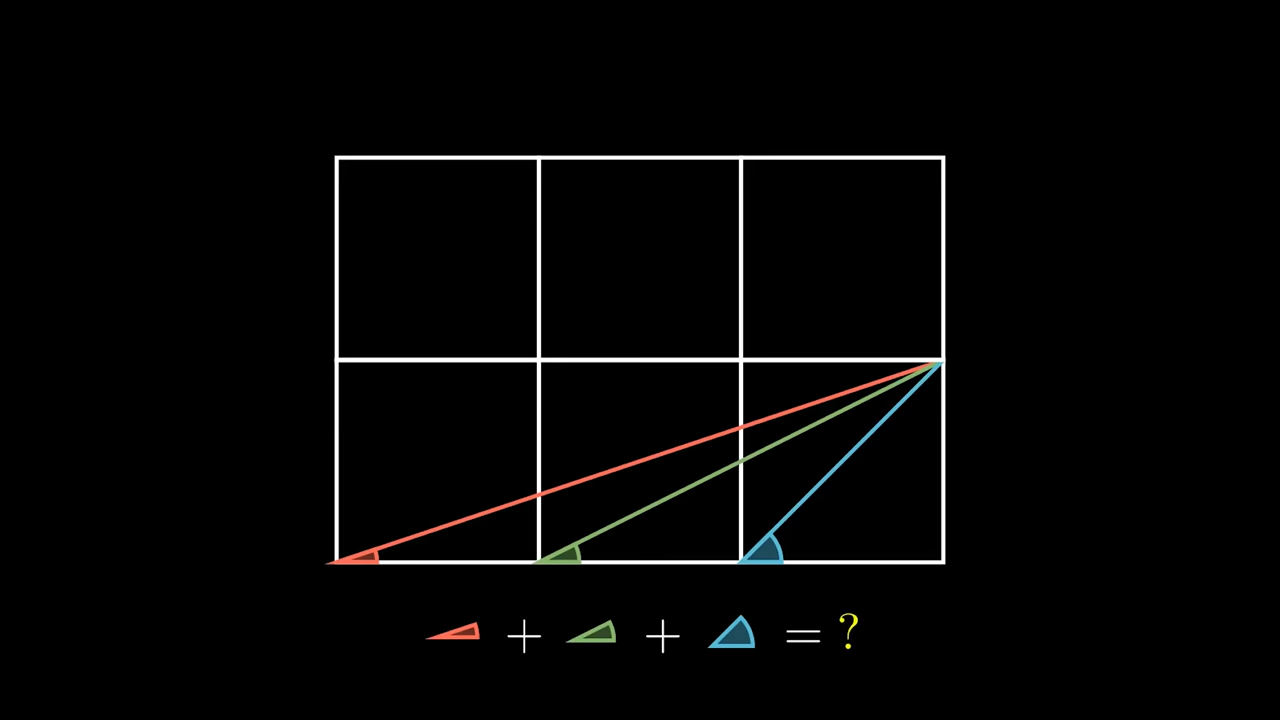 + + = ?